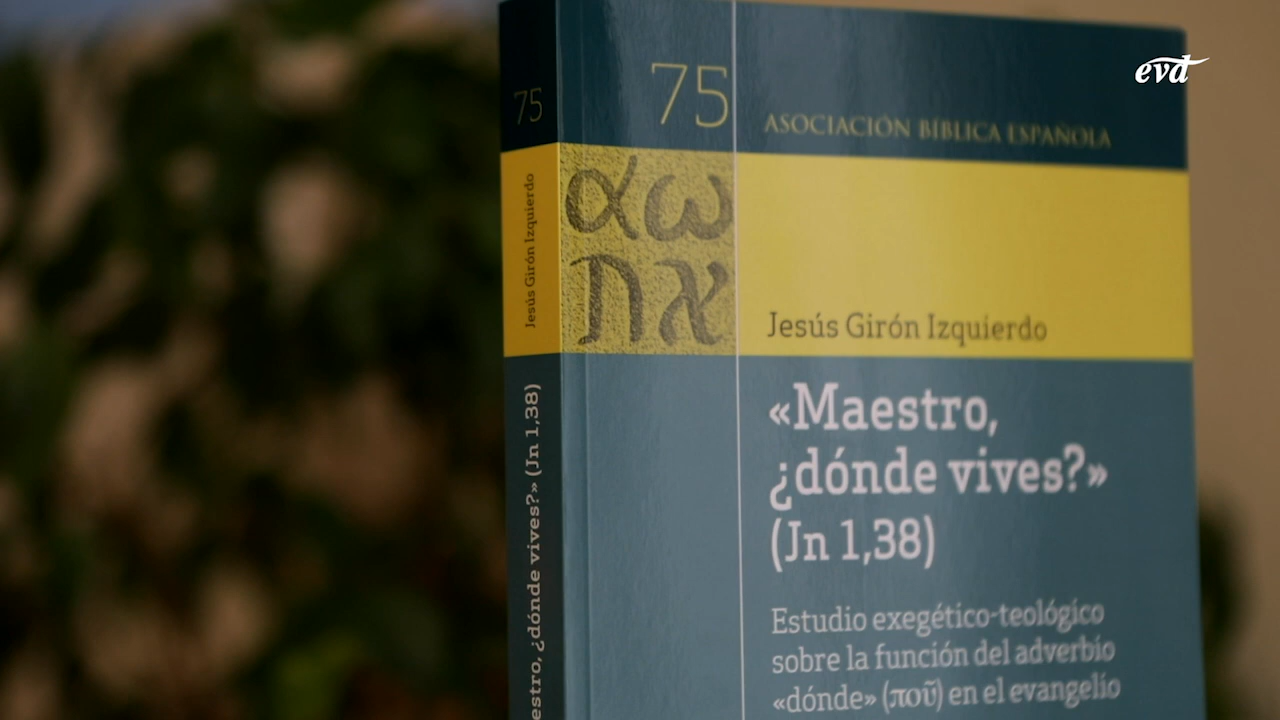 evd
75
75
ASOCIACIÓN BÍBLICA ESPAÑOLA
αω
תא
Jesús Girón Izquierdo
Jesús Girón Izquierdo
«Maestro,
¿dónde vives?»
(Jn 1,38)
Estudio exegético-teológico
sobre la función del adverbio
«dónde» (ποῦ) en el evangelio
estro, ¿dónde vives?» (Jn 1,38)